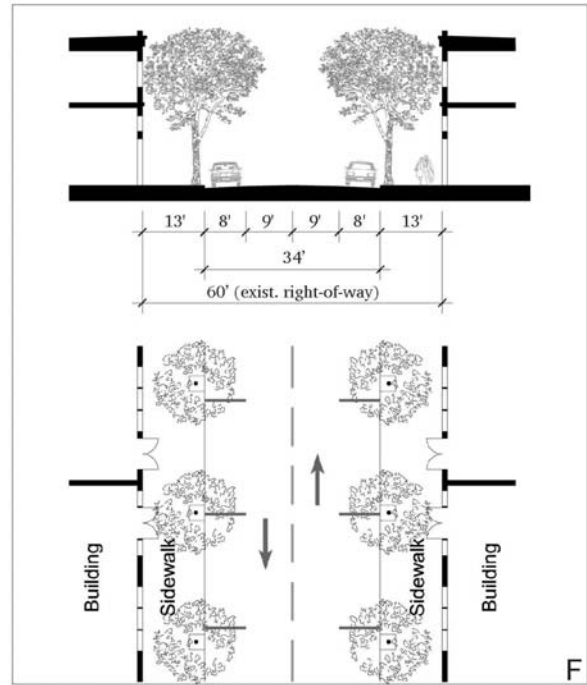 13' 8' 9' 9' 8' 13'
34'
60' (exist. right-of-way)
Building
Sidewalk
Sidewalk
Building
F